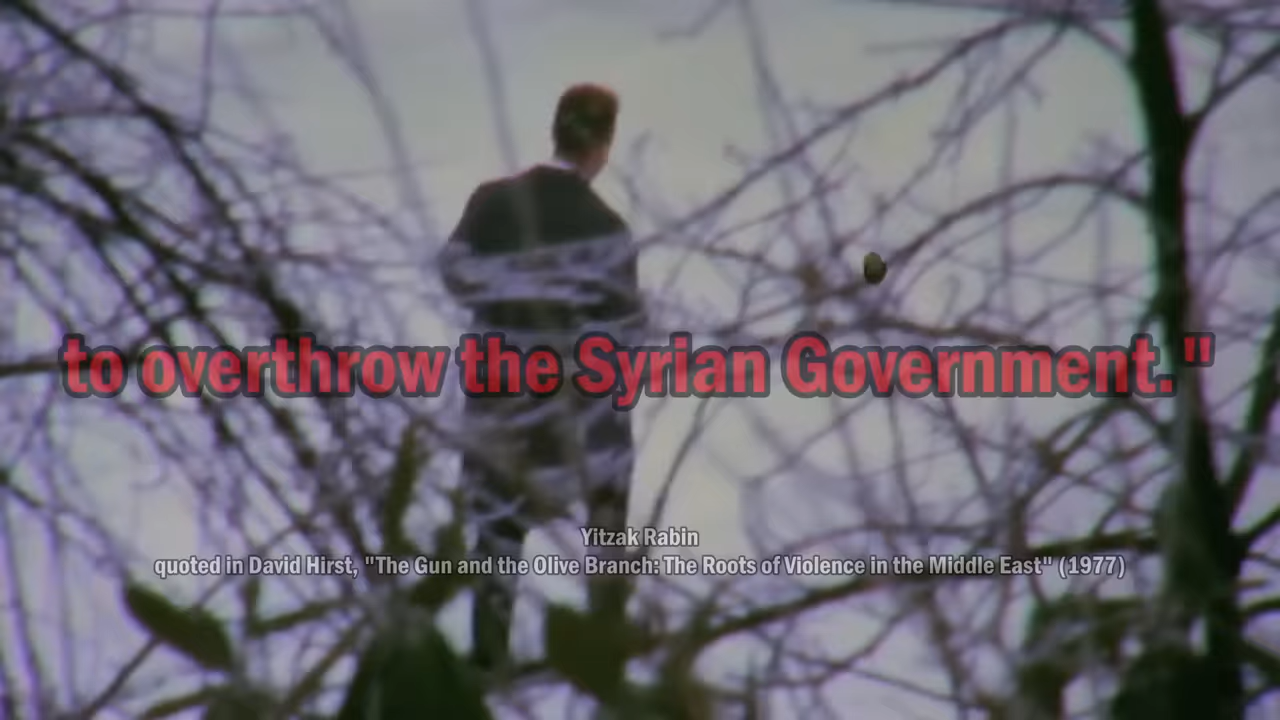 to overthrow the Syrian Government."
Yitzak Rabin
quoted in David Hirst, "The Gun and the Olive Branch: The Roots of Violence in the Middle East" (1977)